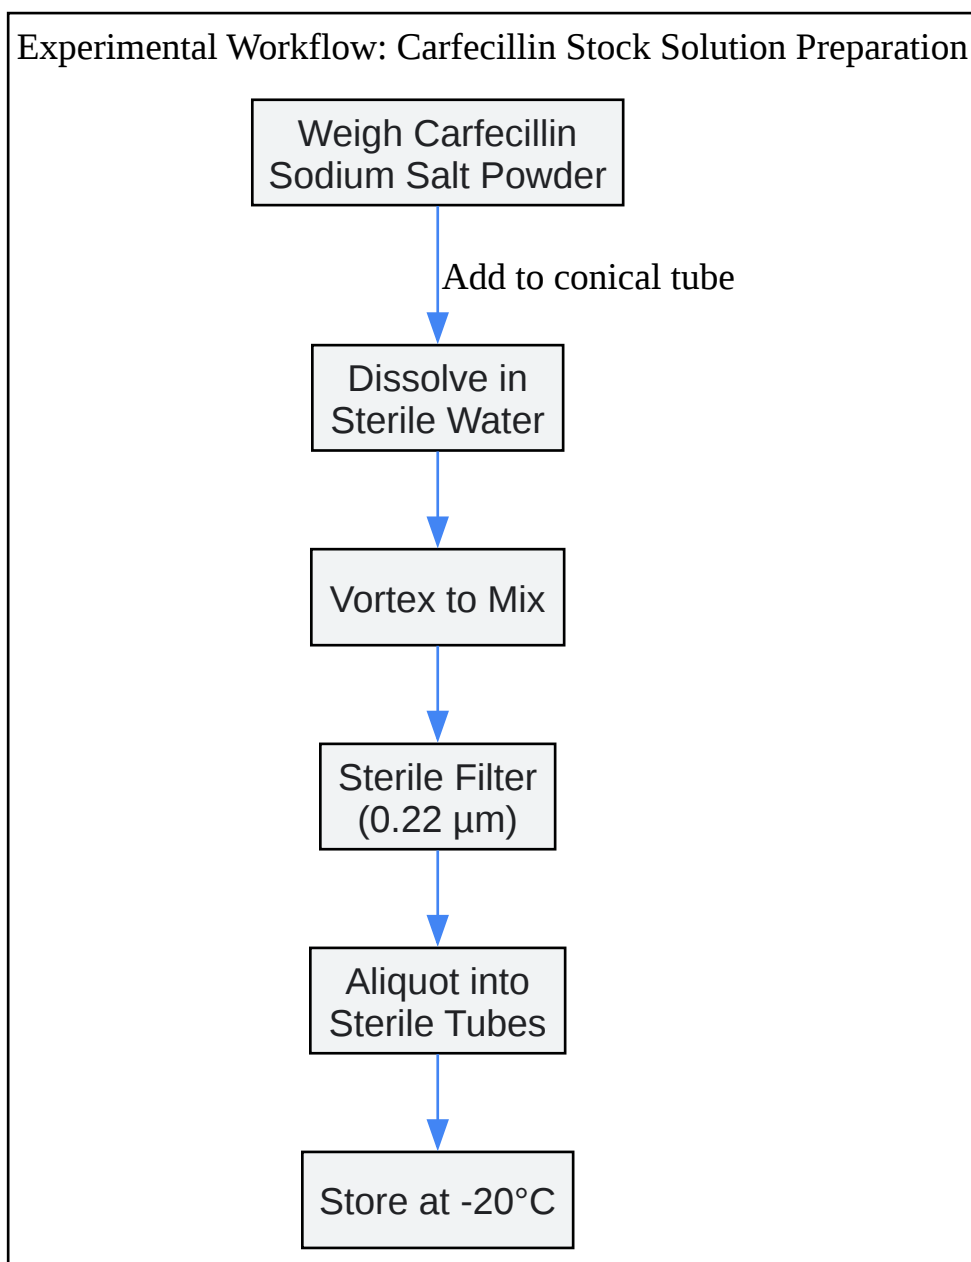 Experimental Workflow: Carfecillin Stock Solution Preparation
Weigh Carfecillin
Sodium Salt Powder
Add to conical tube
Dissolve in
Sterile Water
Vortex to Mix
Sterile Filter
(0.22 µm)
Aliquot into
Sterile Tubes
Store at -20°C